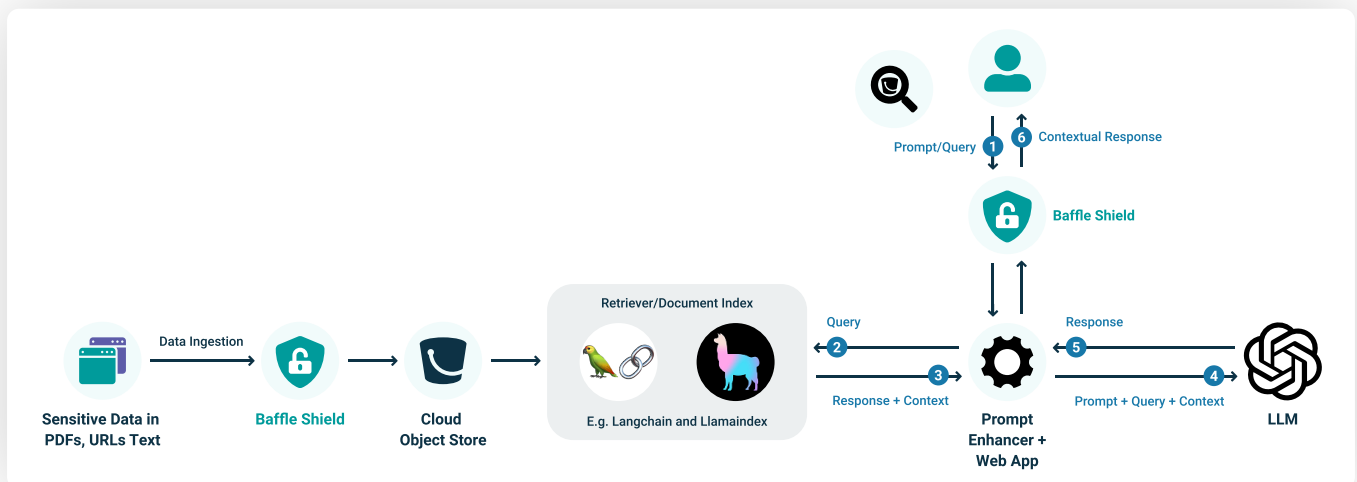 1
6
Prompt/Query
Contextual Response
Baffle Shield
Retriever/Document Index
Query
2
3
Response + Context
Response
5
4
Prompt + Query + Context
Data Ingestion
E.g. Langchain and Llamaindex
Sensitive Data in
PDFs, URLs Text
Baffle Shield
Cloud
Object Store
Prompt
Enhancer +
Web App
LLM